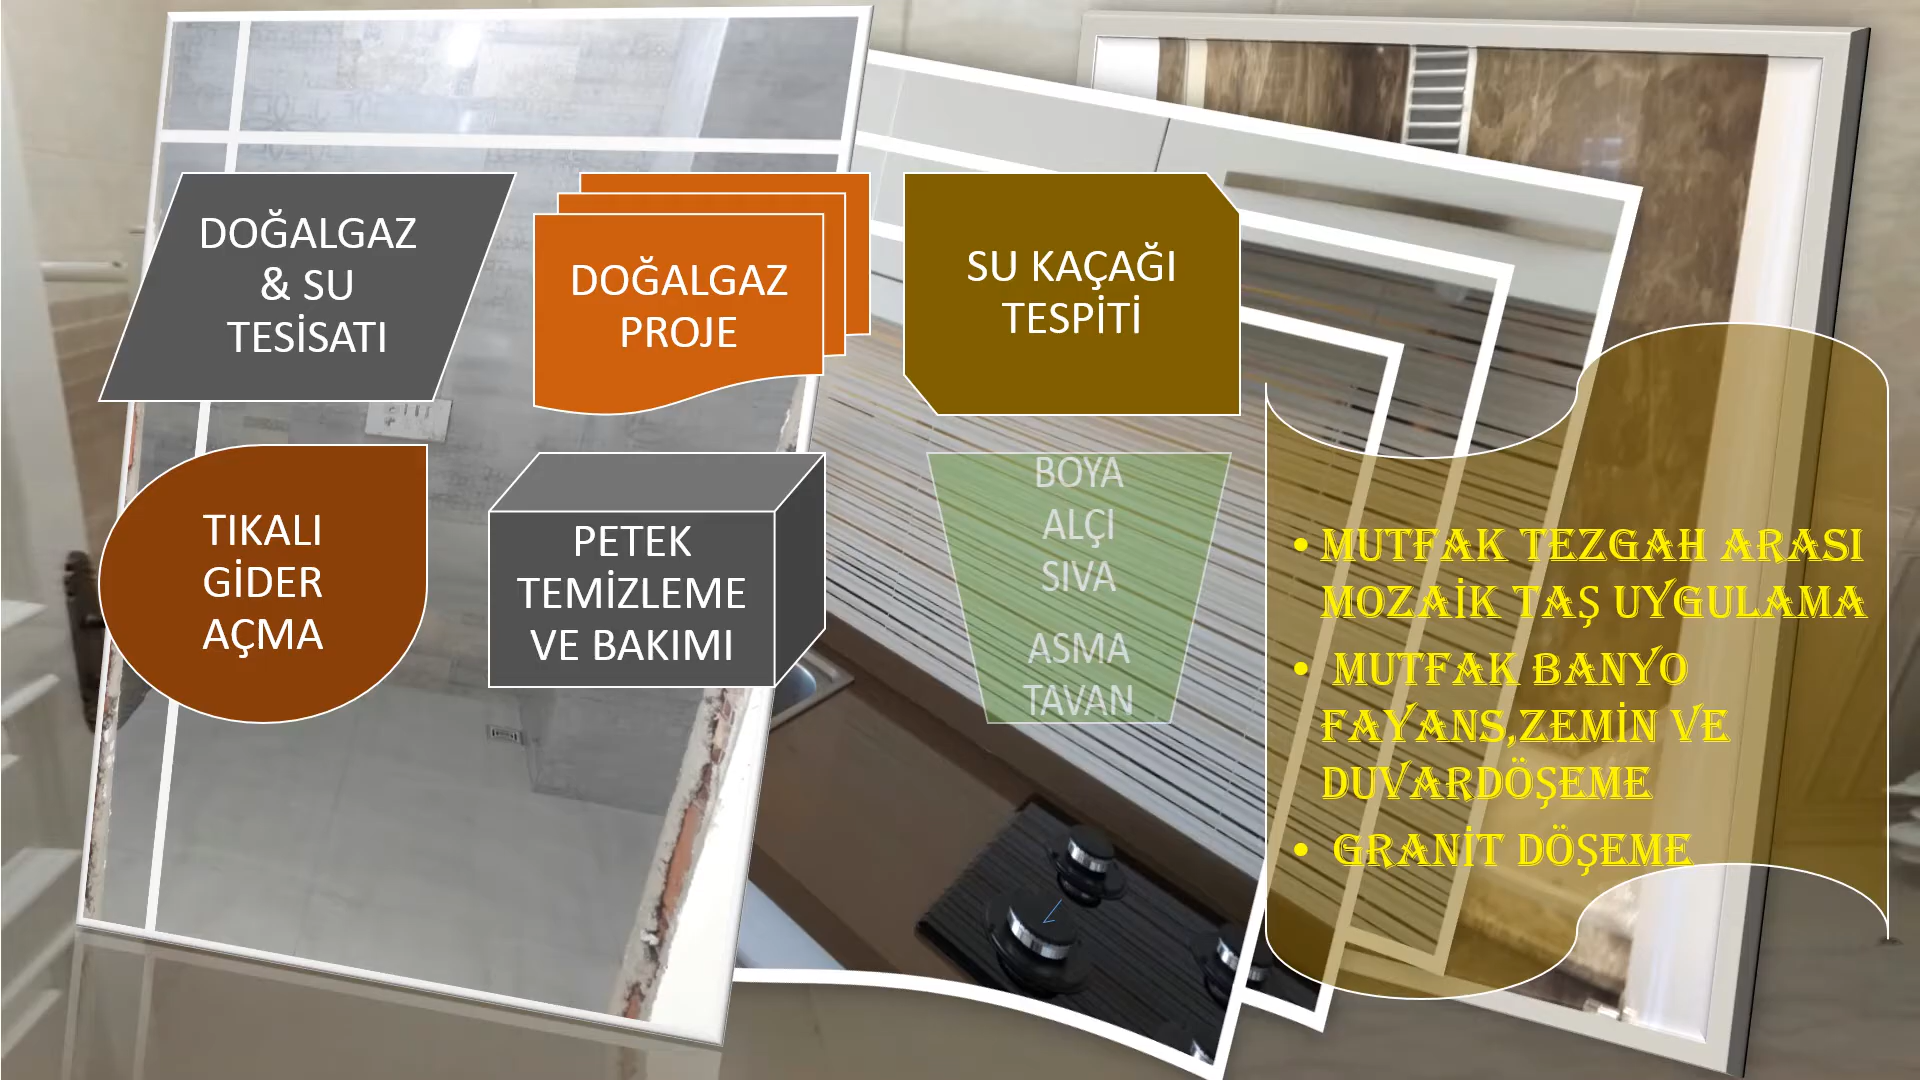 DOĞALGAZ
& SU
TESİSATI
DOĞALGAZ
PROJE
SU KAÇAĞI
TESPİTİ
TIKALI
GİDER
AÇMA
PETEK
TEMİZLEME
VE BAKIMI
BOYA
ALÇI
SIVA
ASMA
TAVAN
• MUTFAK TEZGAH ARASI
MOZAİK TAŞ UYGULAMA
• MUTFAK BANYO
FAYANS,ZEMİN VE
DUVARDÖŞEME
• GRANİT DÖŞEME